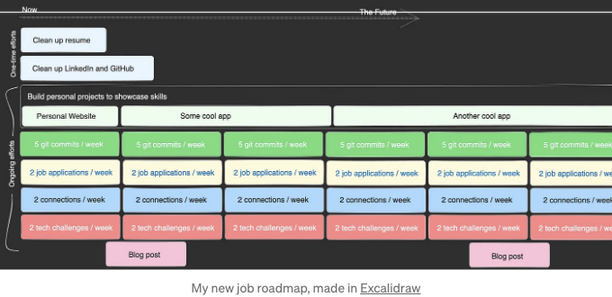 Now
The Future
One-time efforts
Clean up resume
Clean up LinkedIn and GitHub
Ongoing efforts
Build personal projects to showcase skills
Personal Website Some cool app Another cool app
5 git commits / week 5 git commits / week 5 git commits / week 5 git commits / week 5 git commits / week 5 git commits / we
2 job applications / week 2 job applications / week 2 job applications / week 2 job applications / week 2 job applications / week 2 job applications / we
2 connections / week 2 connections / week 2 connections / week 2 connections / week 2 connections / week 2 connections / wee
2 tech challenges / week 2 tech challenges / week 2 tech challenges / week 2 tech challenges / week 2 tech challenges / week 2 tech challenges / we
Blog post Blog post
My new job roadmap, made in Excalidraw